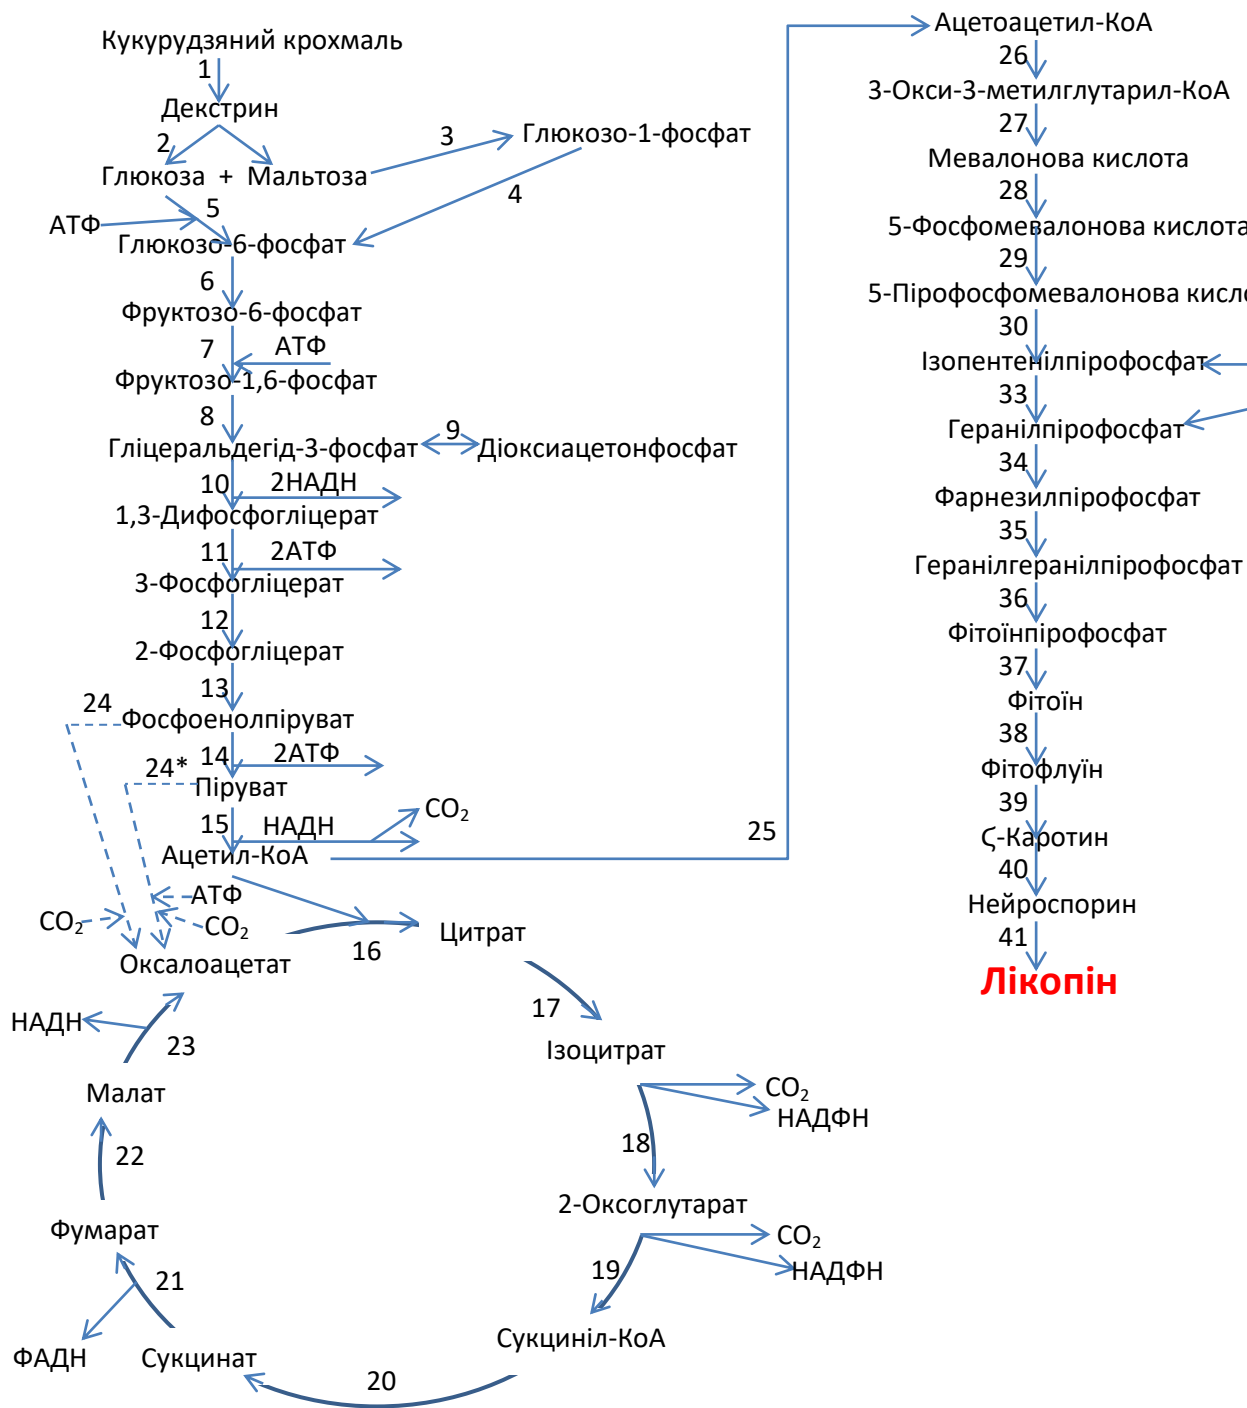 Кукурудзяний крохмаль
1
Декстрин
2
3
Глюкозо-1-фосфат
Глюкоза + Мальтоза
4
5
АТФ
Глюкозо-6-фосфат
6
Фруктозо-6-фосфат
7
АТФ
Фруктозо-1,6-фосфат
8
Гліцеральдегід-3-фосфат
9
Діоксиацетонфосфат
10
2НАДН
1,3-Дифосфогліцерат
11
2АТФ
3-Фосфогліцерат
12
2-Фосфогліцерат
13
24
Фосфоенолпіруват
14
2АТФ
24*
Піруват
15
НАДН
CO₂
25
Ацетил-КоА
АТФ
CO₂
CO₂
16
Цитрат
Оксалоацетат
17
НАДН
23
Ізоцитрат
Малат
CO₂
НАДФН
18
22
2-Оксоглутарат
Фумарат
CO₂
НАДФН
19
21
Сукциніл-КоА
ФАДН
Сукцинат
20
Ацетоацетил-КоА
26
3-Окси-3-метилглутарил-КоА
27
Мевалонова кислота
28
5-Фосфомевалонова кислота
29
5-Пірофосфомевалонова кисло
30
Ізопентенілпірофосфат
33
Геранілпірофосфат
34
Фарнезилпірофосфат
35
Геранілгеранілпірофосфат
36
Фітоїнпірофосфат
37
Фітоїн
38
Фітофлуїн
39
ζ-Каротин
40
Нейроспорин
41
Лікопін